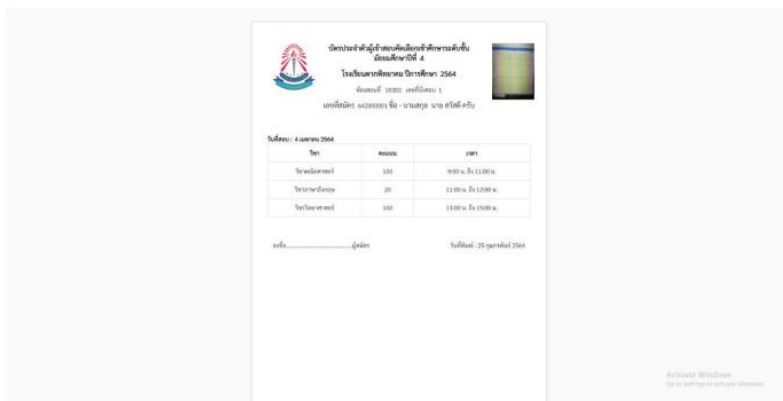 บัตรประจำตัวผู้เข้าสอบคัดเลือกเข้าศึกษาระดับชั้น
มัธยมศึกษาปีที่ 4
โรงเรียนตากพิทยาคม ปีการศึกษา 2564
ห้องสอบที่ 10302 เลขที่นั่งสอบ 1
เลขที่สมัคร 642000001 ชื่อ - นามสกุล นาย สวัสดี ครับ
วันที่สอบ : 4 เมษายน 2564
วิชา คะแนน เวลา
วิชาคณิตศาสตร์ 100 9:00 น. ถึง 11:00 น.
วิชาภาษาอังกฤษ 20 11:00 น. ถึง 12:00 น.
วิชาวิทยาศาสตร์ 100 13:00 น. ถึง 15:00 น.
ลงชื่อ................................ผู้สมัคร วันที่พิมพ์ : 25 กุมภาพันธ์ 2564
Activate Windows
Go to Settings to activate Windows.